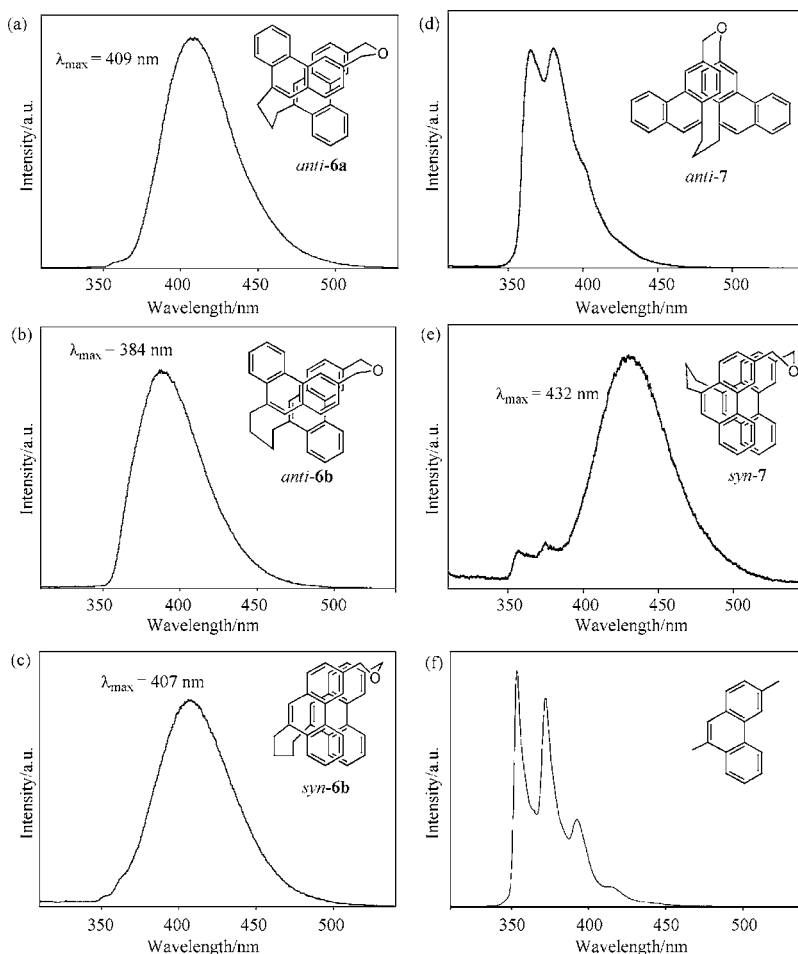 (a)
λmax = 409 nm
O
anti-6a
Intensity/a.u.
350 400 450 500
Wavelength/nm
(b)
λmax = 384 nm
O
anti-6b
Intensity/a.u.
350 400 450 500
Wavelength/nm
(c)
λmax = 407 nm
O
syn-6b
Intensity/a.u.
350 400 450 500
Wavelength/nm
(d)
O
anti-7
Intensity/a.u.
350 400 450 500
Wavelength/nm
(e)
λmax = 432 nm
O
syn-7
Intensity/a.u.
350 400 450 500
Wavelength/nm
(f)
Intensity/a.u.
350 400 450 500
Wavelength/nm